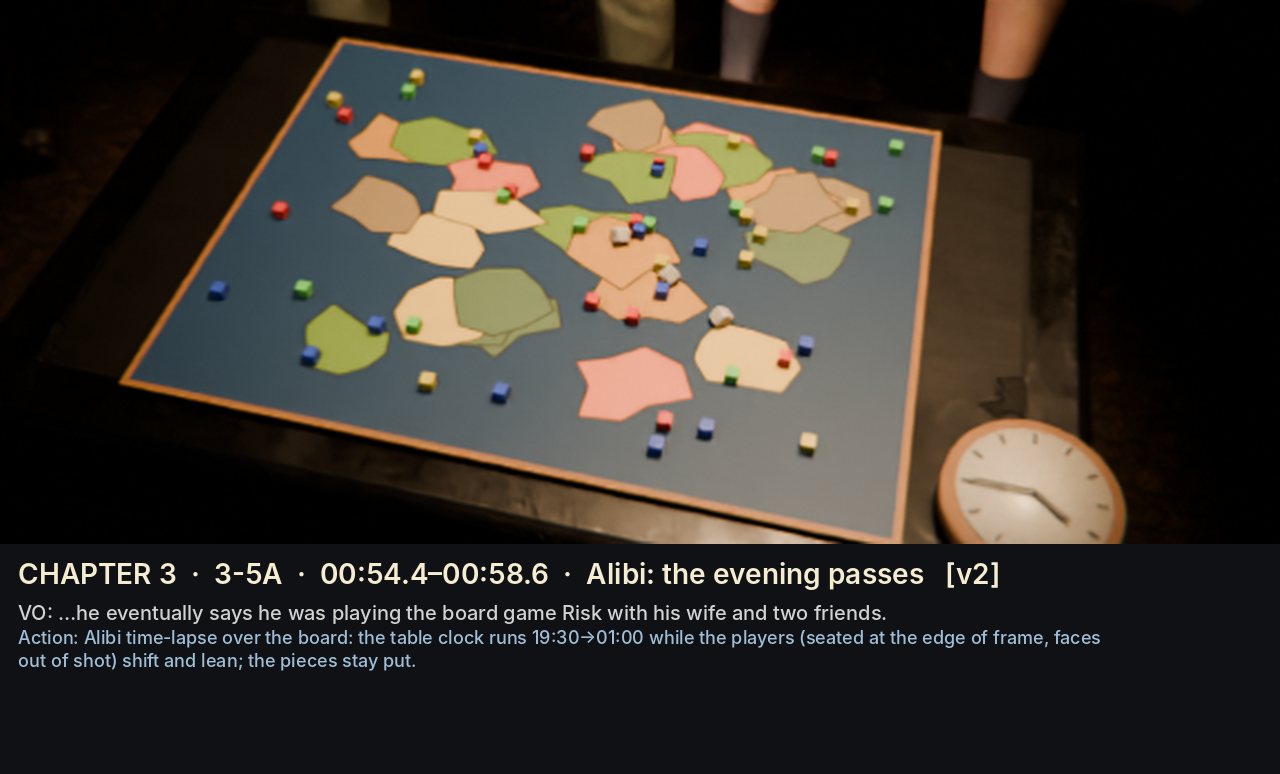 CHAPTER 3 · 3-5A · 00:54.4–00:58.6 · Alibi: the evening passes [v2]
VO: ...he eventually says he was playing the board game Risk with his wife and two friends.
Action: Alibi time-lapse over the board: the table clock runs 19:30→01:00 while the players (seated at the edge of frame, faces
out of shot) shift and lean; the pieces stay put.